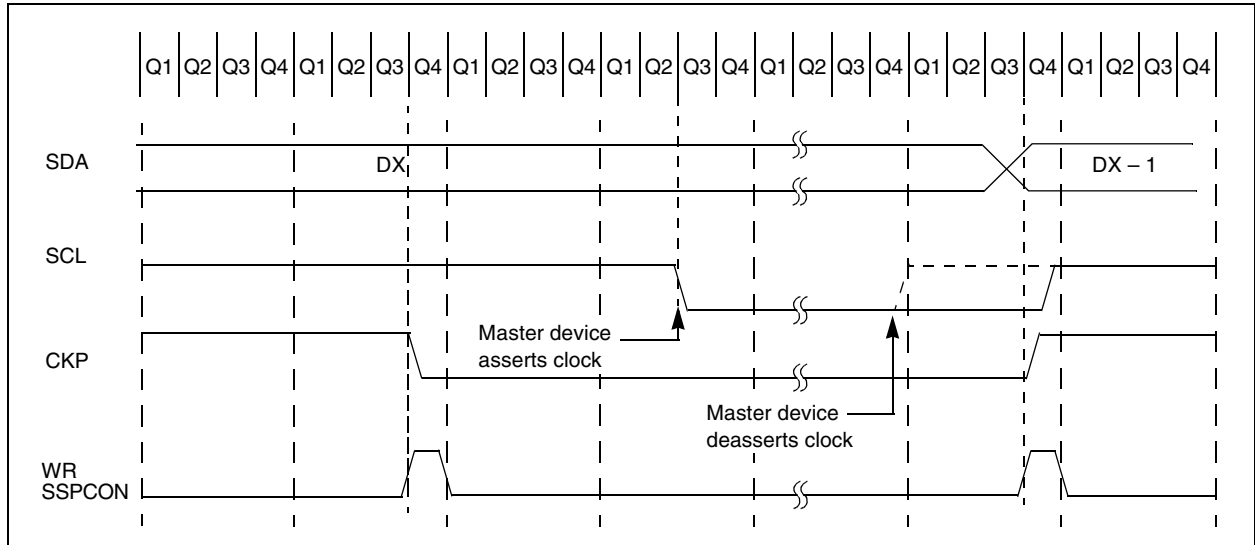 Q1 Q2 Q3 Q4 Q1 Q2 Q3 Q4 Q1 Q2 Q3 Q4 Q1 Q2 Q3 Q4 Q1 Q2 Q3 Q4 Q1 Q2 Q3 Q4 Q1 Q2 Q3 Q4
SDA
DX
DX – 1
SCL
Master device
asserts clock
CKP
Master device
deasserts clock
WR
SSPCON